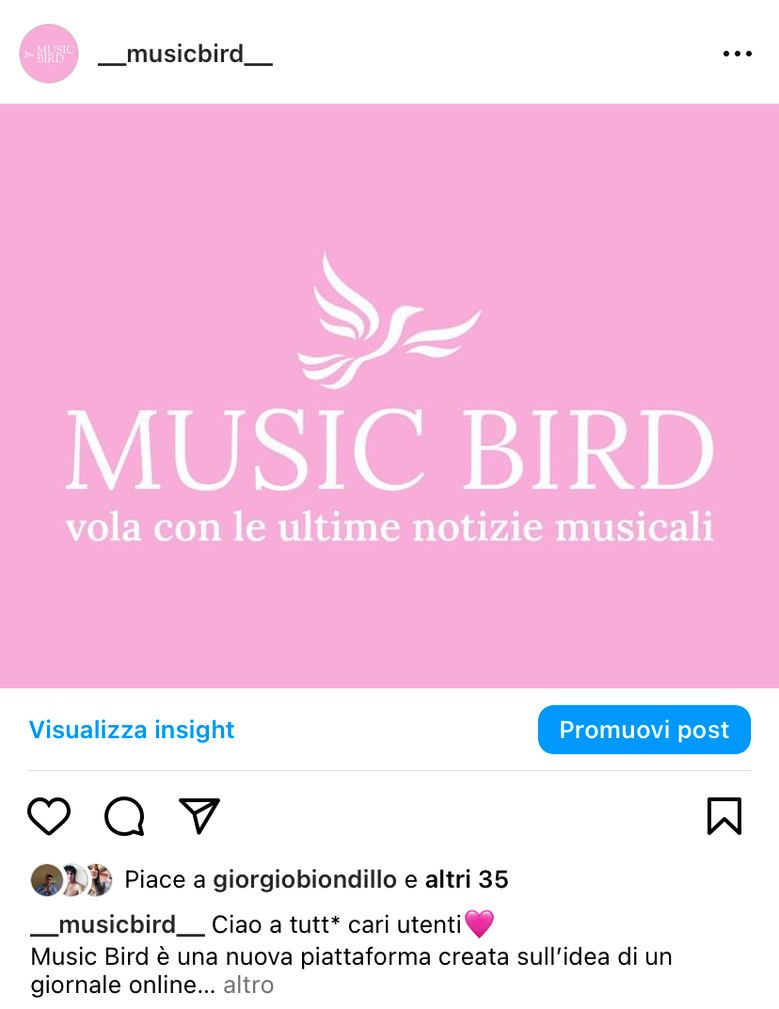 MUSIC
BIRD
__musicbird__
MUSIC BIRD
vola con le ultime notizie musicali
Visualizza insight
Promuovi post
Piace a giorgiobiondillo e altri 35
__musicbird__ Ciao a tutt* cari utenti🩷
Music Bird è una nuova piattaforma creata sull’idea di un
giornale online... altro